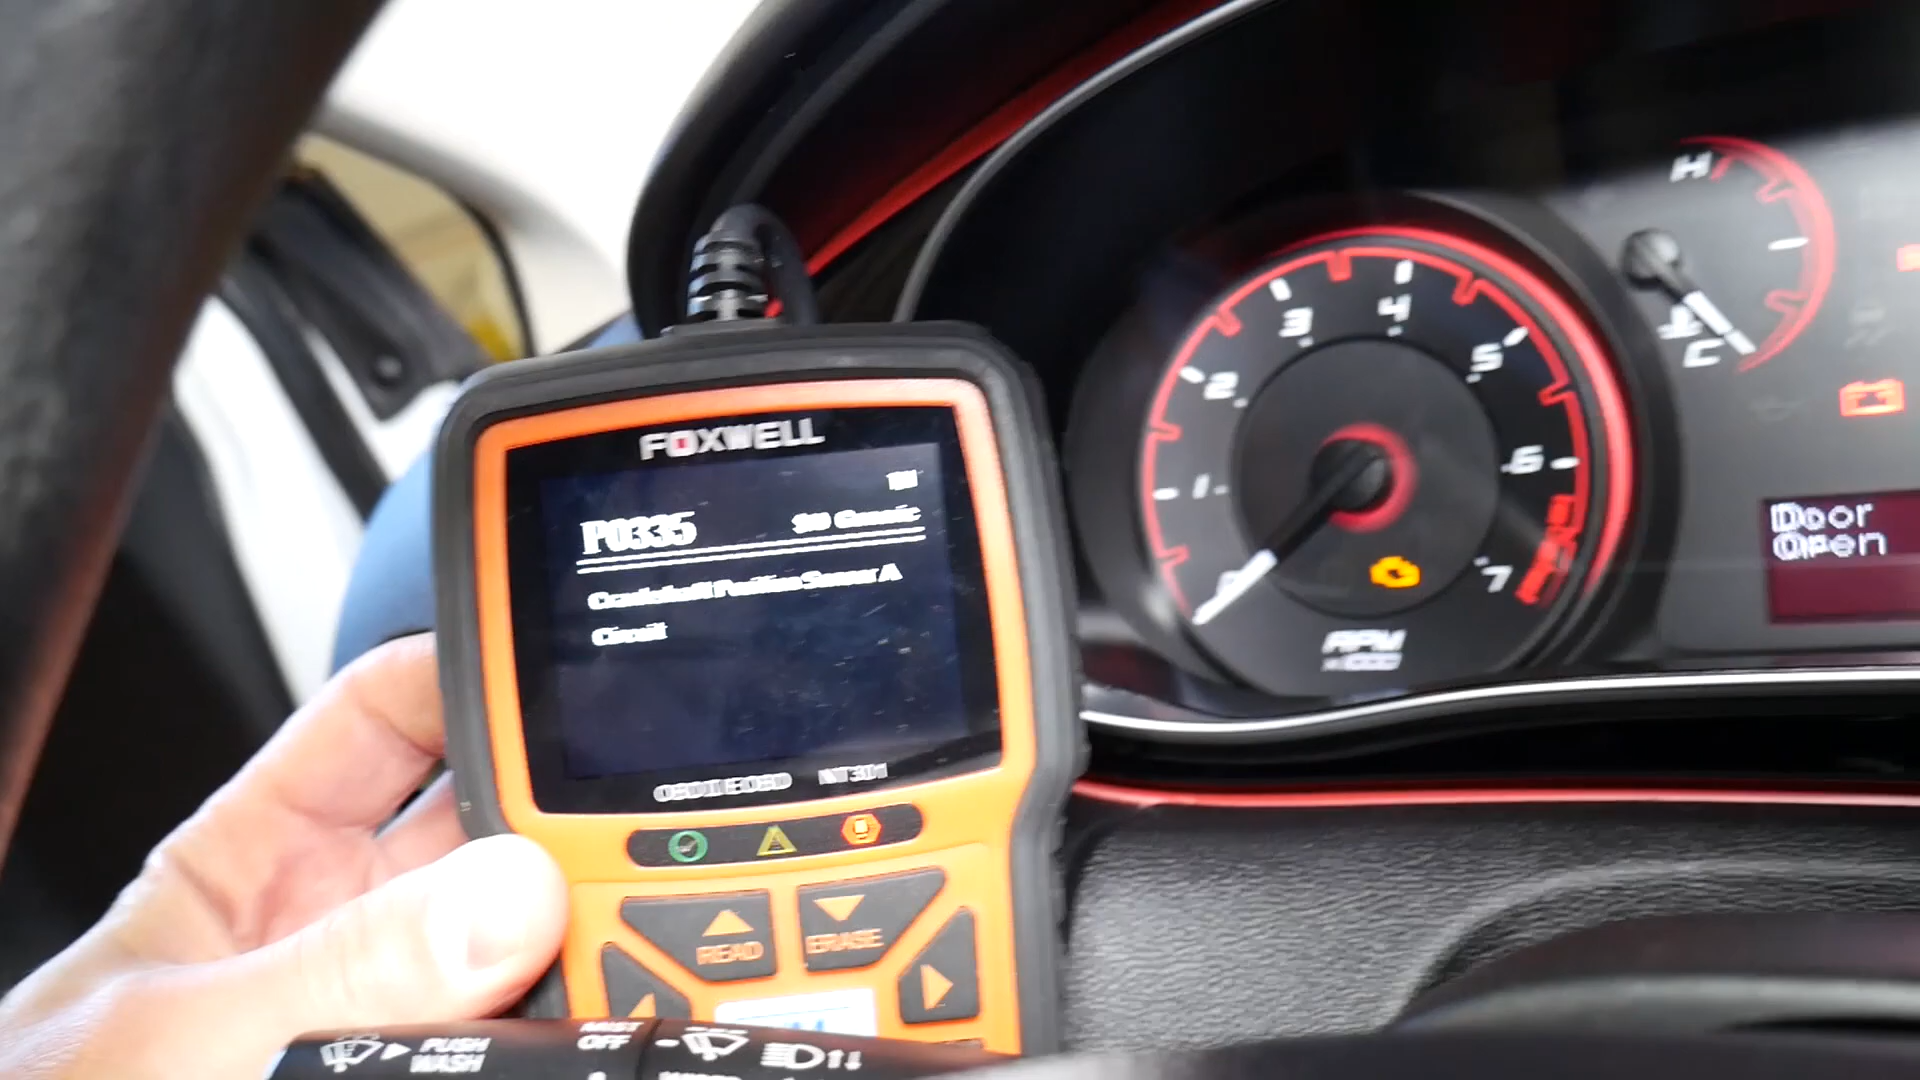 FOXWELL
P0335
Crankshaft Position Sensor A
Circuit
NT301
READ
ERASE
PUSH
WASH
MIST
OFF
1
2
3
4
5
6
7
RPM
H
C
Door
Open